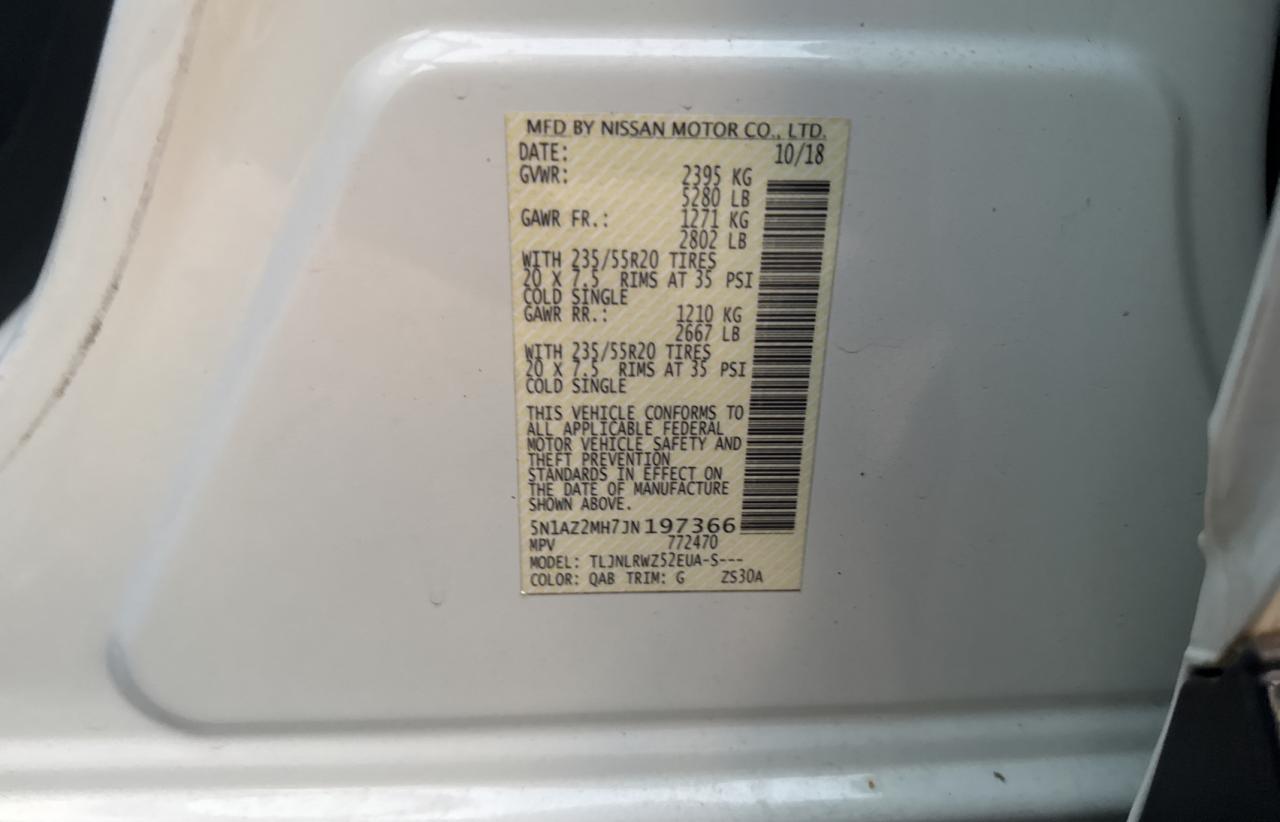 MFD BY NISSAN MOTOR CO., LTD.
DATE: 10/18
GVWR: 2395 KG
5280 LB
GAWR FR.: 1271 KG
2802 LB
WITH 235/55R20 TIRES
20 X 7.5 RIMS AT 35 PSI
COLD SINGLE
GAWR RR.: 1210 KG
2667 LB
WITH 235/55R20 TIRES
20 X 7.5 RIMS AT 35 PSI
COLD SINGLE
THIS VEHICLE CONFORMS TO
ALL APPLICABLE FEDERAL
MOTOR VEHICLE SAFETY AND
THEFT PREVENTION
STANDARDS IN EFFECT ON
THE DATE OF MANUFACTURE
SHOWN ABOVE.
5N1AZ2MH7JN197366
MPV 772470
MODEL: TLJNLRWZ52EUA-S---
COLOR: QAB TRIM: G ZS30A